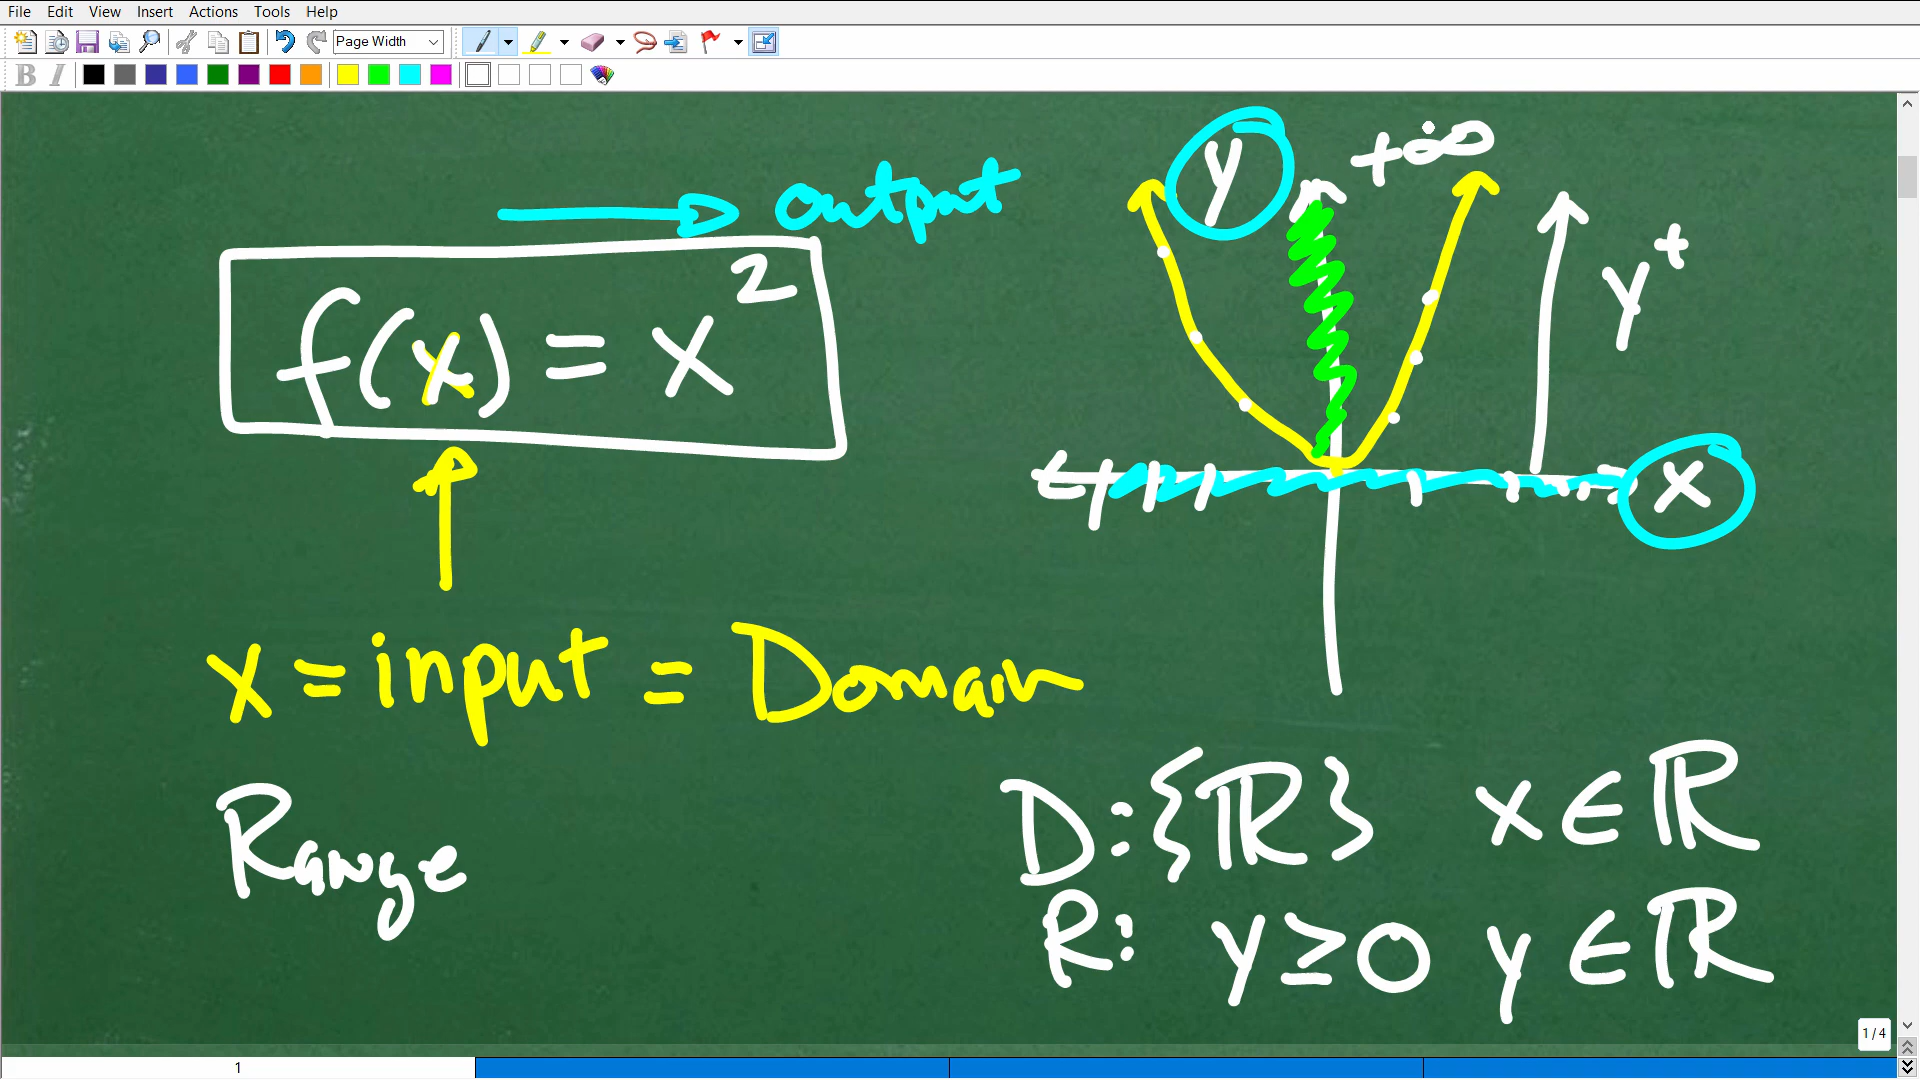 File Edit View Insert Actions Tools Help
Page Width
B I
output
f(x) = x²
y
+∞
y⁺
x
x = input = Domain
Range
D: {ℝ} x ∈ ℝ
R: y ≥ 0 y ∈ ℝ
1 / 4
1